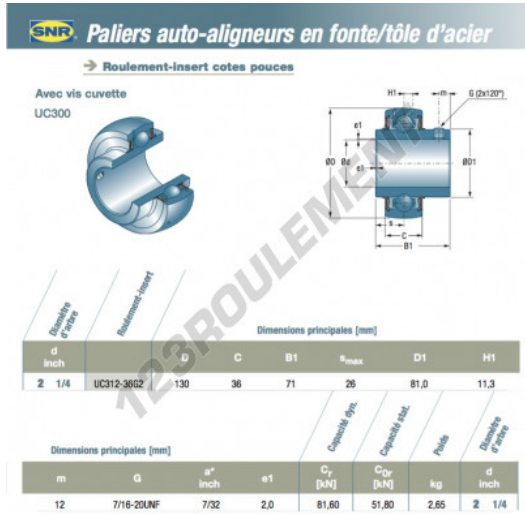 SNR Paliers auto-aligneurs en fonte/tôle d'acier
Roulement-insert cotes pouces
Avec vis cuvette
UC300
H1 m G (2x120°)
e1
ØD Ød ØD1
e1
s
C
B1
Diamètre d'arbre
Roulement-insert
Dimensions principales [mm]
d inch D C B1 smax D1 H1
2 1/4 UC312-36G2 130 36 71 26 81,0 11,3
123ROULEMENT
Capacité dyn.
Capacité stat.
Poids
Diamètre d'arbre
Dimensions principales [mm]
m G a* inch e1 Cr [kN] C0r [kN] kg d inch
12 7/16-20UNF 7/32 2,0 81,60 51,80 2,65 2 1/4